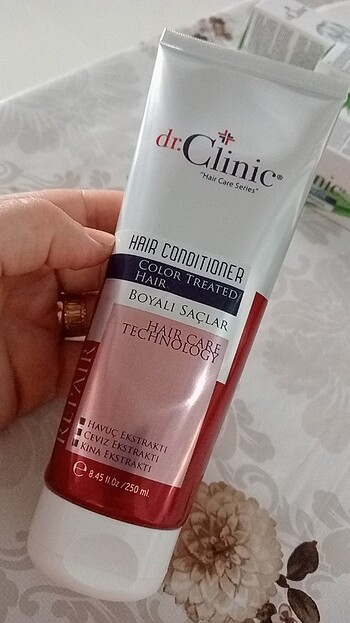 dr.Clinic®
"Hair Care Series"
HAIR CONDITIONER
COLOR TREATED
HAIR
BOYALI SAÇLAR
HAIR CARE
TECHNOLOGY
REPAIR
HAVUÇ EKSTRAKTI
CEVİZ EKSTRAKTI
KINA EKSTRAKTI
e 8.45 fl.Oz / 250 ml.